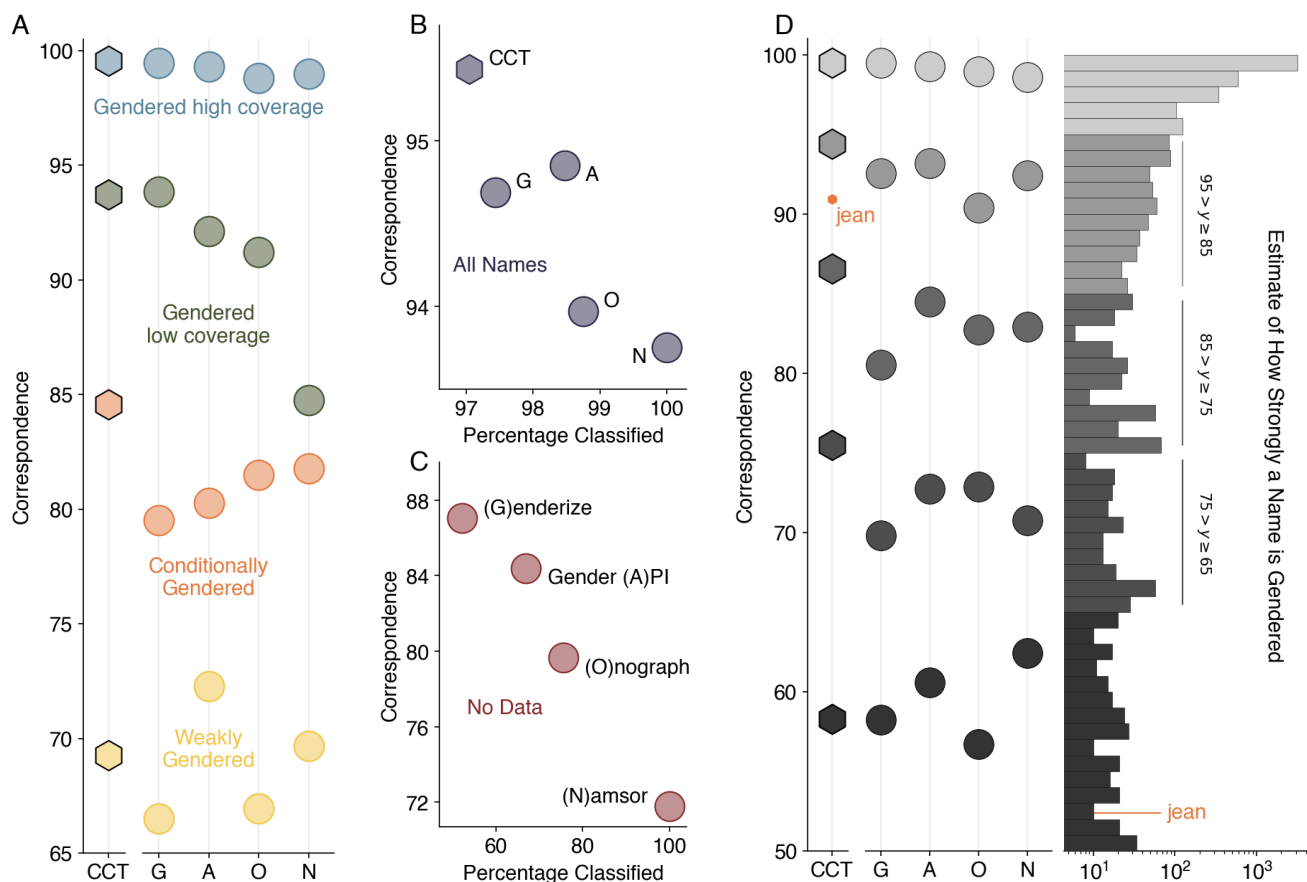 A
Correspondence
100
95
90
85
80
75
70
65
Gendered high coverage
Gendered
low coverage
Conditionally
Gendered
Weakly
Gendered
CCT G A O N
B
Correspondence
95
94
CCT
G
A
All Names
O
N
97 98 99 100
Percentage Classified
C
Correspondence
88
84
80
76
72
(G)enderize
Gender (A)PI
(O)nograph
No Data
(N)amsor
60 80 100
Percentage Classified
D
Correspondence
100
90
80
70
60
50
jean
CCT G A O N
95 > y ≥ 85
85 > y ≥ 75
75 > y ≥ 65
Estimate of How Strongly a Name is Gendered
jean
10¹ 10² 10³